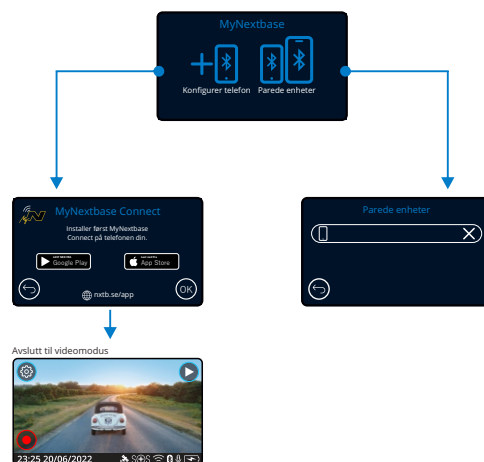 MyNextbase
Konfigurer telefon
Parede enheter
MyNextbase Connect
Installer først MyNextbase
Connect på telefonen din.
Google Play
App Store
nxtb.se/app
OK
Parede enheter
Avslutt til videomodus
23:25 20/06/2022
SOS